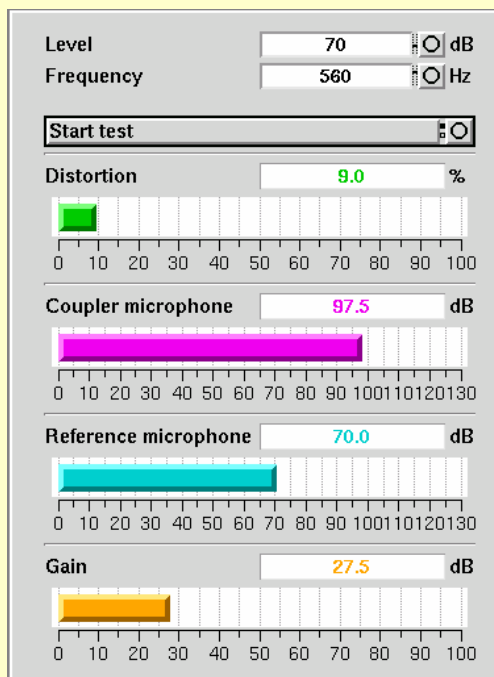 Level 70 dB
Frequency 560 Hz
Start test
Distortion 9.0 %
0 10 20 30 40 50 60 70 80 90 100
Coupler microphone 97.5 dB
0 10 20 30 40 50 60 70 80 90 100110120130
Reference microphone 70.0 dB
0 10 20 30 40 50 60 70 80 90 100110120130
Gain 27.5 dB
0 10 20 30 40 50 60 70 80 90 100